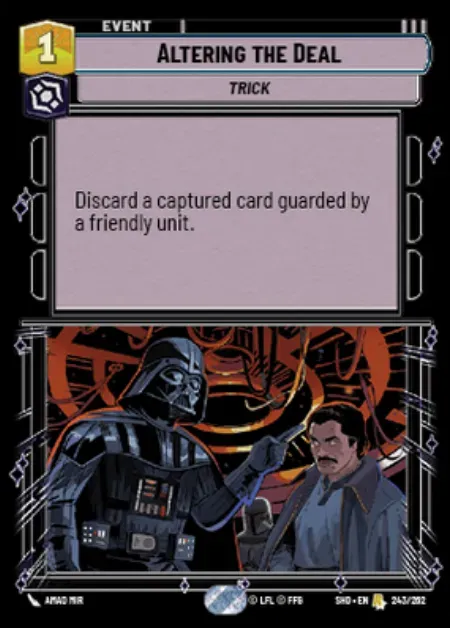 EVENT
1
ALTERING THE DEAL
TRICK
Discard a captured card guarded by
a friendly unit.
AMAD MIR
© LFL ® FFG
SHD • EN
243/262